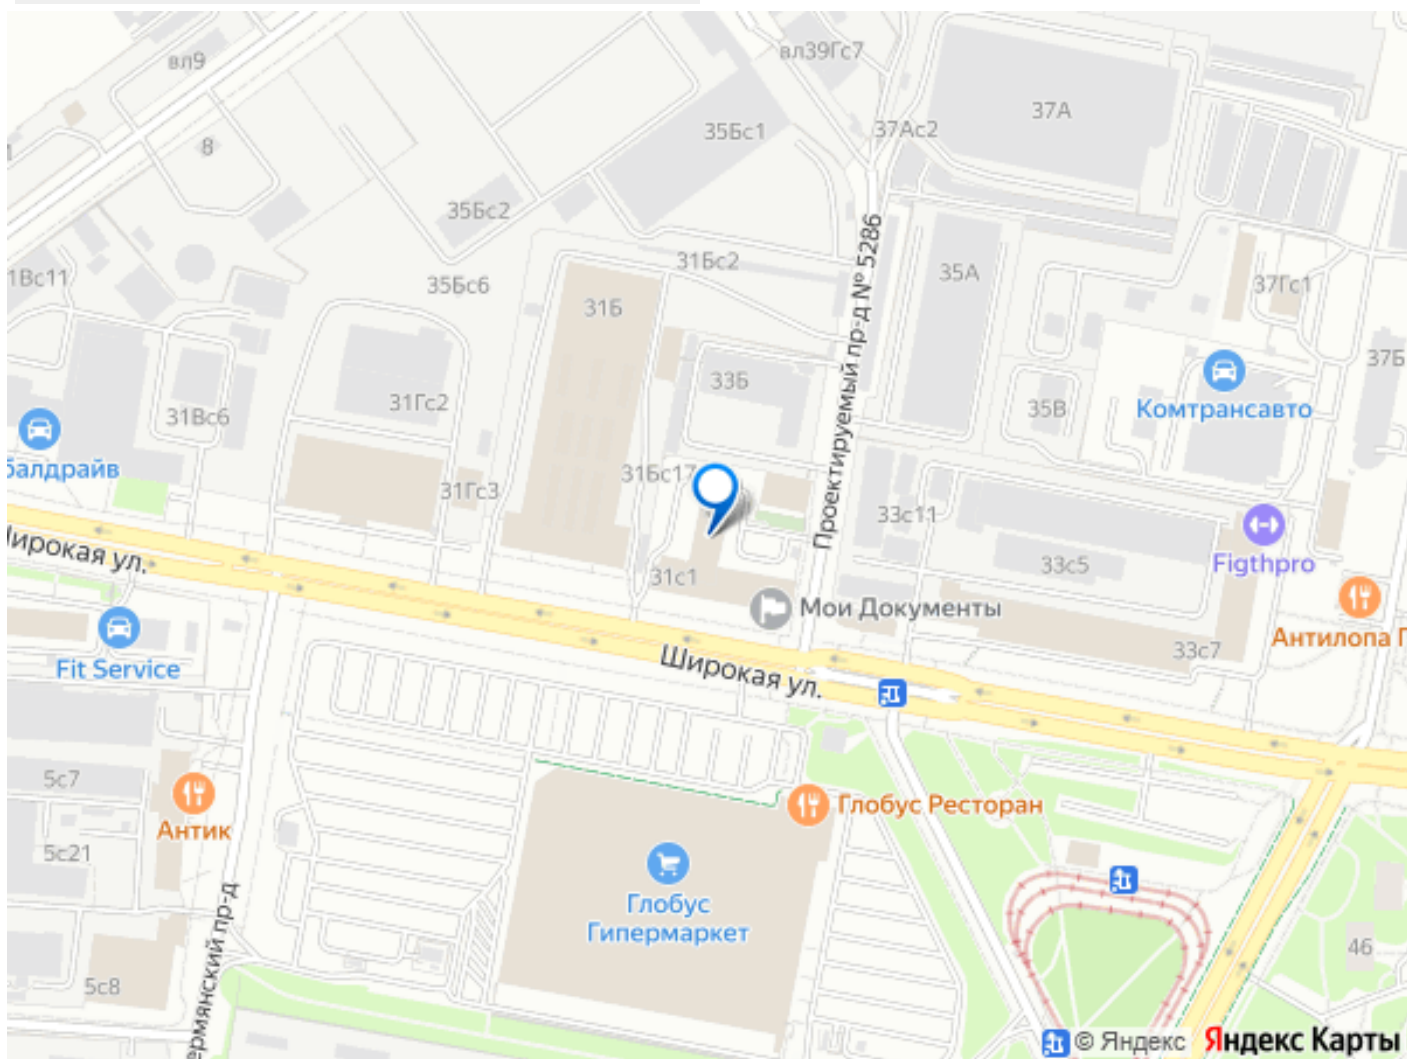 вл9
вл39Гс7
37А
35Бс1
37Ас2
8
35Бс2
Проектируемый пр-д № 5286
31Бс2
35А
1Вс11
35Бс6
37Гс1
31Б
37Б
33Б
31Гс2
35В
Комтрансавто
31Вс6
балдрайв
31Бс17
31Гс3
33с11
Широкая ул.
33с5
Figthpro
31с1
Мои Документы
Антилопа Г
Fit Service
33с7
Широкая ул.
5с7
Глобус Ресторан
Антик
5с21
Глобус
Гипермаркет
ермянский пр-д
46
5с8
© Яндекс Яндекс Карты